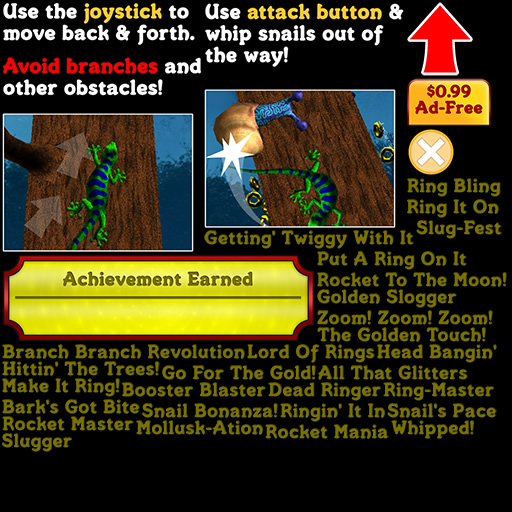 Use the joystick to
move back & forth.
Avoid branches and
other obstacles!
Use attack button &
whip snails out of
the way!
$0.99
Ad-Free
Ring Bling
Ring It On
Slug-Fest
Getting' Twiggy With It
Put A Ring On It
Rocket To The Moon!
Golden Slogger
Zoom! Zoom! Zoom!
The Golden Touch!
Achievement Earned
Branch Branch Revolution
Lord Of Rings
Head Bangin'
Hittin' The Trees!
Go For The Gold!
All That Glitters
Make It Ring!
Booster Blaster
Dead Ringer
Ring-Master
Bark's Got Bite
Snail Bonanza!
Ringin' It In
Snail's Pace
Rocket Master
Mollusk-Ation
Rocket Mania
Whipped!
Slugger